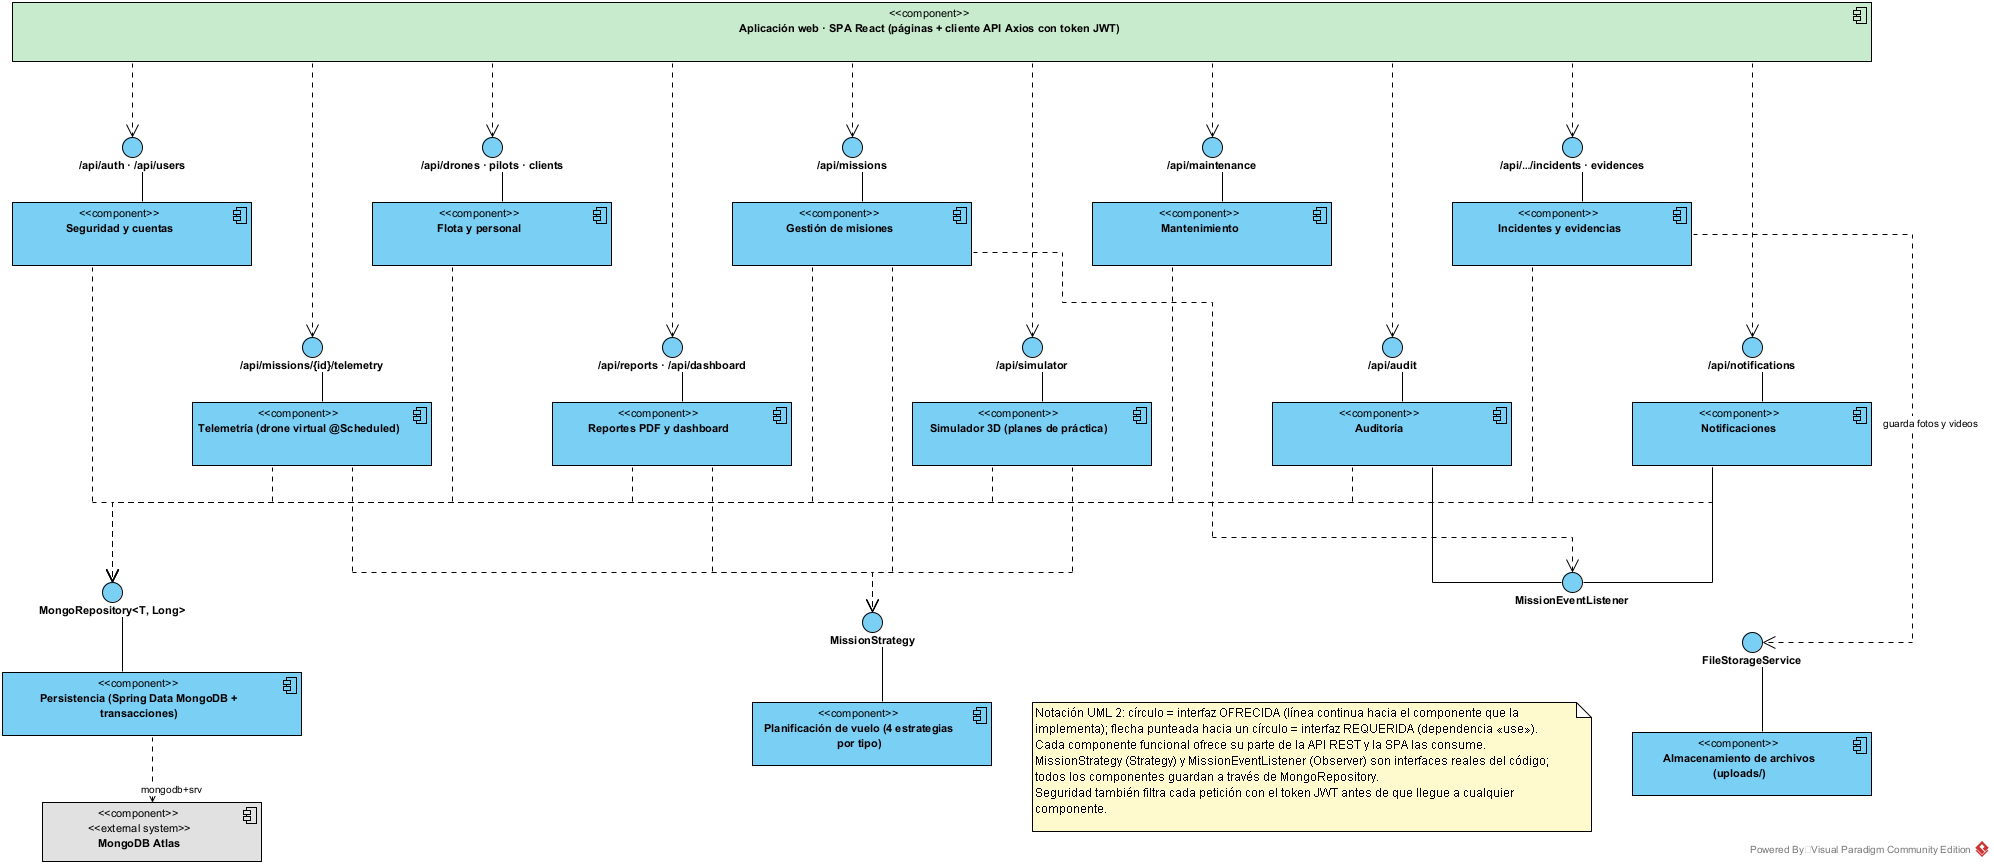 <<component>>
Aplicación web · SPA React (páginas + cliente API Axios con token JWT)
/api/auth · /api/users
/api/drones · pilots · clients
/api/missions
/api/maintenance
/api/.../incidents · evidences
<<component>>
Seguridad y cuentas
<<component>>
Flota y personal
<<component>>
Gestión de misiones
<<component>>
Mantenimiento
<<component>>
Incidentes y evidencias
/api/missions/{id}/telemetry
/api/reports · /api/dashboard
/api/simulator
/api/audit
/api/notifications
<<component>>
Telemetría (drone virtual @Scheduled)
<<component>>
Reportes PDF y dashboard
<<component>>
Simulador 3D (planes de práctica)
<<component>>
Auditoría
<<component>>
Notificaciones
guarda fotos y videos
MongoRepository<T, Long>
MissionStrategy
MissionEventListener
FileStorageService
<<component>>
Persistencia (Spring Data MongoDB +
transacciones)
<<component>>
Planificación de vuelo (4 estrategias
por tipo)
Notación UML 2: círculo = interfaz OFRECIDA (línea continua hacia el componente que la
implementa); flecha punteada hacia un círculo = interfaz REQUERIDA (dependencia «use»).
Cada componente funcional ofrece su parte de la API REST y la SPA las consume.
MissionStrategy (Strategy) y MissionEventListener (Observer) son interfaces reales del código;
todos los componentes guardan a través de MongoRepository.
Seguridad también filtra cada petición con el token JWT antes de que llegue a cualquier
componente.
<<component>>
Almacenamiento de archivos
(uploads/)
mongodb+srv
<<component>>
<<external system>>
MongoDB Atlas
Powered By Visual Paradigm Community Edition